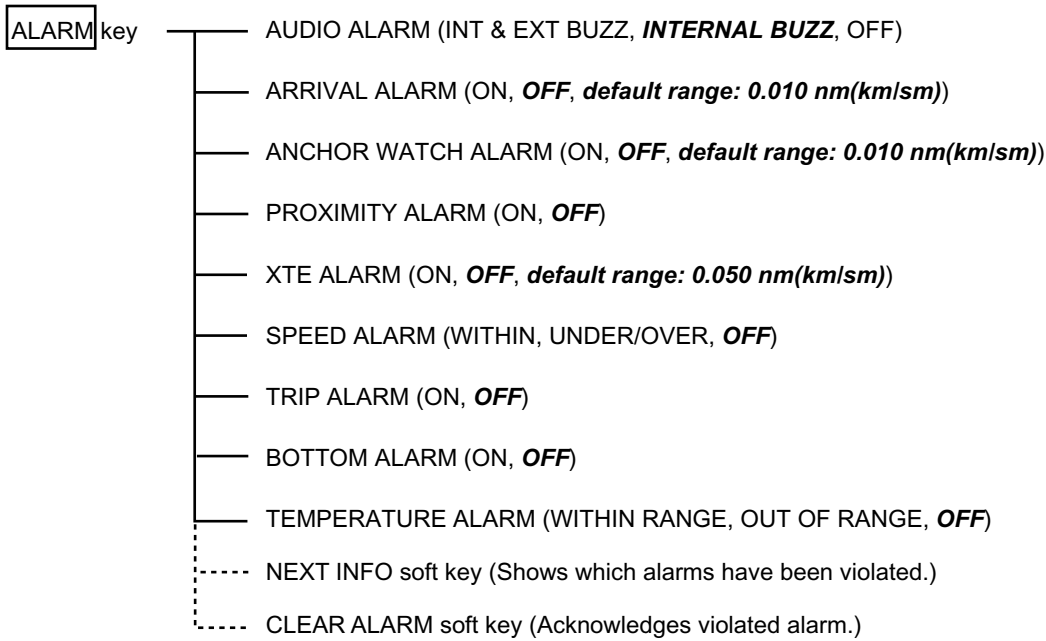 ALARM key
AUDIO ALARM (INT & EXT BUZZ, INTERNAL BUZZ, OFF)
ARRIVAL ALARM (ON, OFF, default range: 0.010 nm(km/sm))
ANCHOR WATCH ALARM (ON, OFF, default range: 0.010 nm(km/sm))
PROXIMITY ALARM (ON, OFF)
XTE ALARM (ON, OFF, default range: 0.050 nm(km/sm))
SPEED ALARM (WITHIN, UNDER/OVER, OFF)
TRIP ALARM (ON, OFF)
BOTTOM ALARM (ON, OFF)
TEMPERATURE ALARM (WITHIN RANGE, OUT OF RANGE, OFF)
NEXT INFO soft key (Shows which alarms have been violated.)
CLEAR ALARM soft key (Acknowledges violated alarm.)